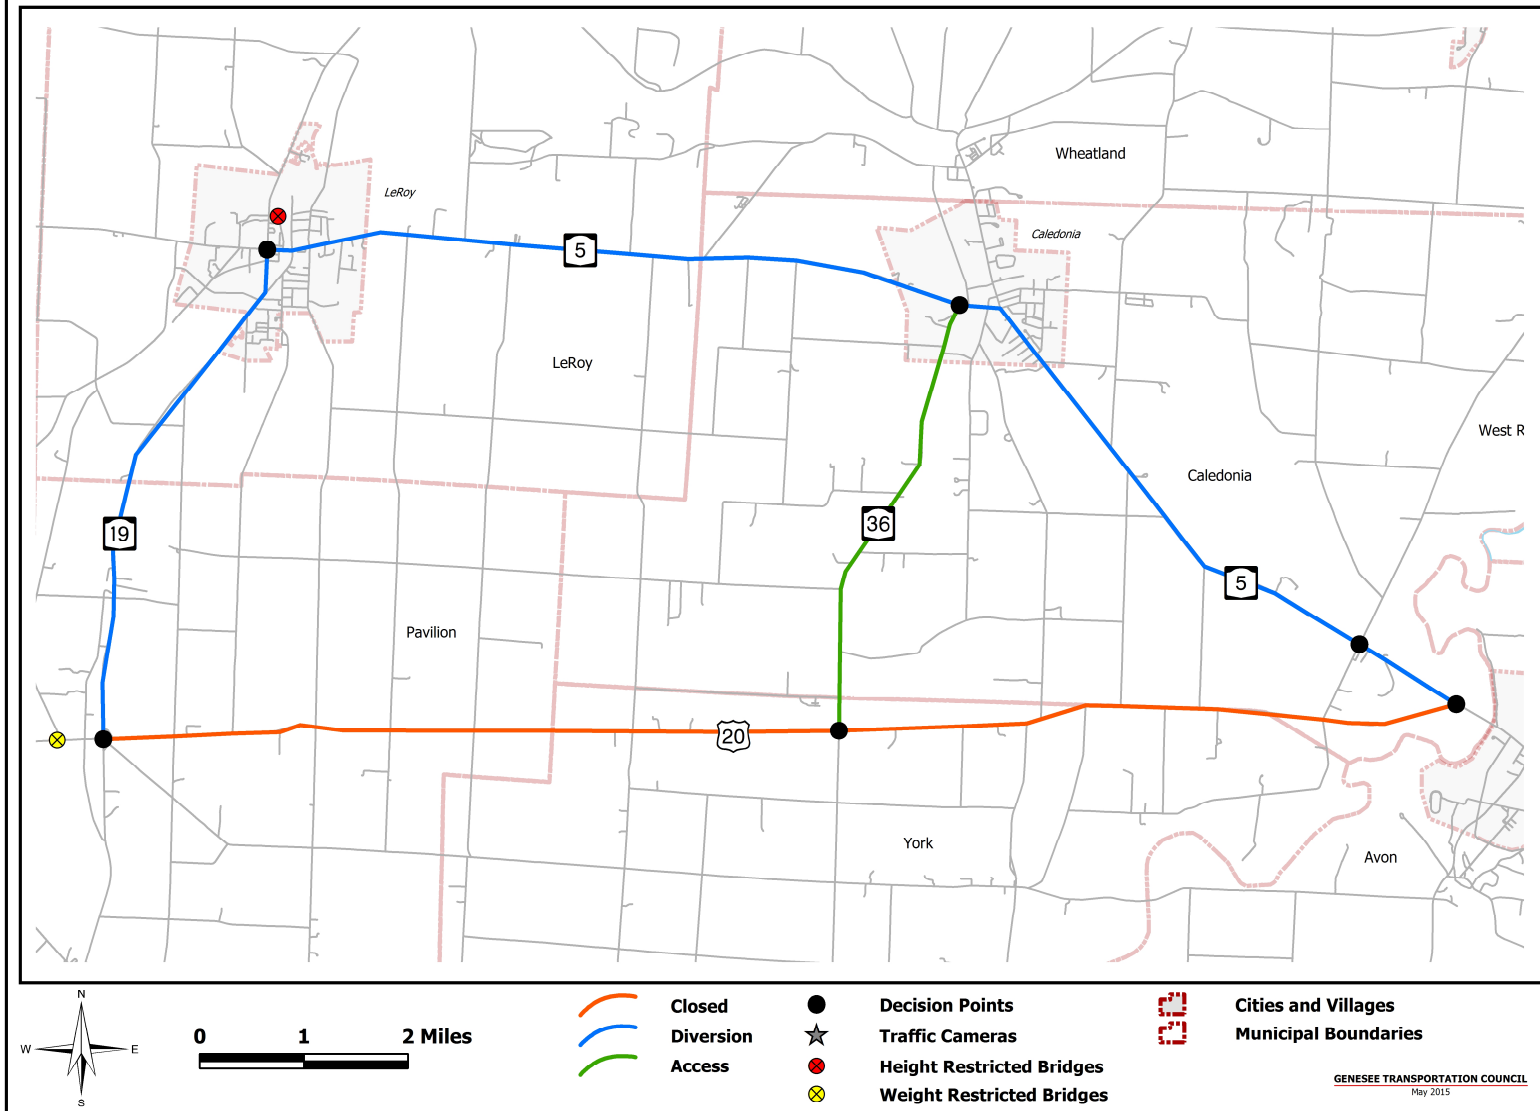 Wheatland
LeRoy
Caledonia
5
LeRoy
West R
Caledonia
36
19
5
Pavilion
20
York
Avon
N
W
E
S
0 1 2 Miles
Closed
Diversion
Access
Decision Points
Traffic Cameras
Height Restricted Bridges
Weight Restricted Bridges
Cities and Villages
Municipal Boundaries
GENESEE TRANSPORTATION COUNCIL
May 2015